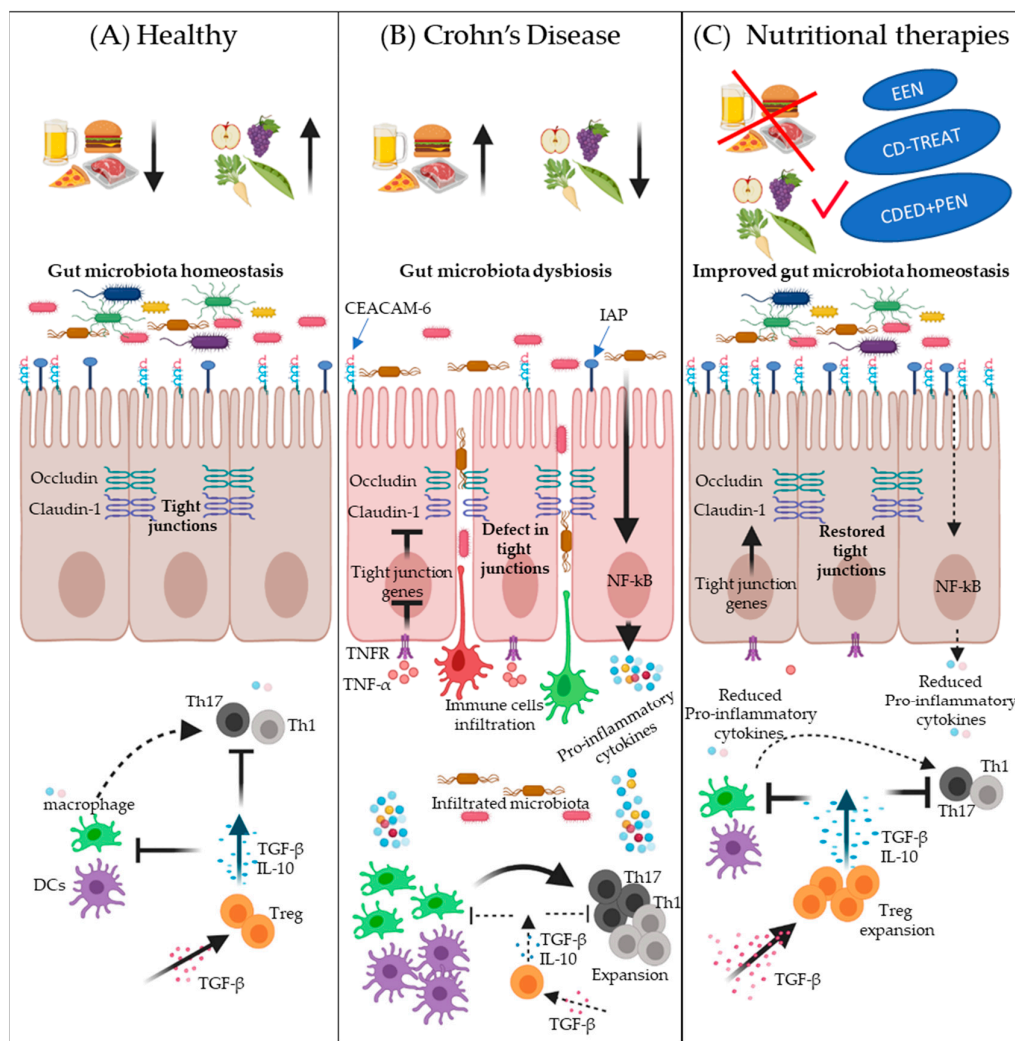 (A) Healthy
Gut microbiota homeostasis
Occludin
Claudin-1
Tight
junctions
Th17
Th1
macrophage
DCs
TGF-β
IL-10
Treg
TGF-β
(B) Crohn's Disease
Gut microbiota dysbiosis
CEACAM-6
IAP
Occludin
Claudin-1
Defect in
tight
junctions
Tight junction
genes
NF-kB
TNFR
TNF-α
Immune cells
infiltration
Pro-inflammatory
cytokines
Infiltrated microbiota
Th17
Th1
TGF-β
IL-10
Expansion
TGF-β
(C) Nutritional therapies
EEN
CD-TREAT
CDED+PEN
Improved gut microbiota homeostasis
Occludin
Claudin-1
Restored
tight
junctions
Tight junction
genes
NF-kB
Reduced
Pro-inflammatory
cytokines
Reduced
Pro-inflammatory
cytokines
Th1
Th17
TGF-β
IL-10
Treg
expansion
TGF-β